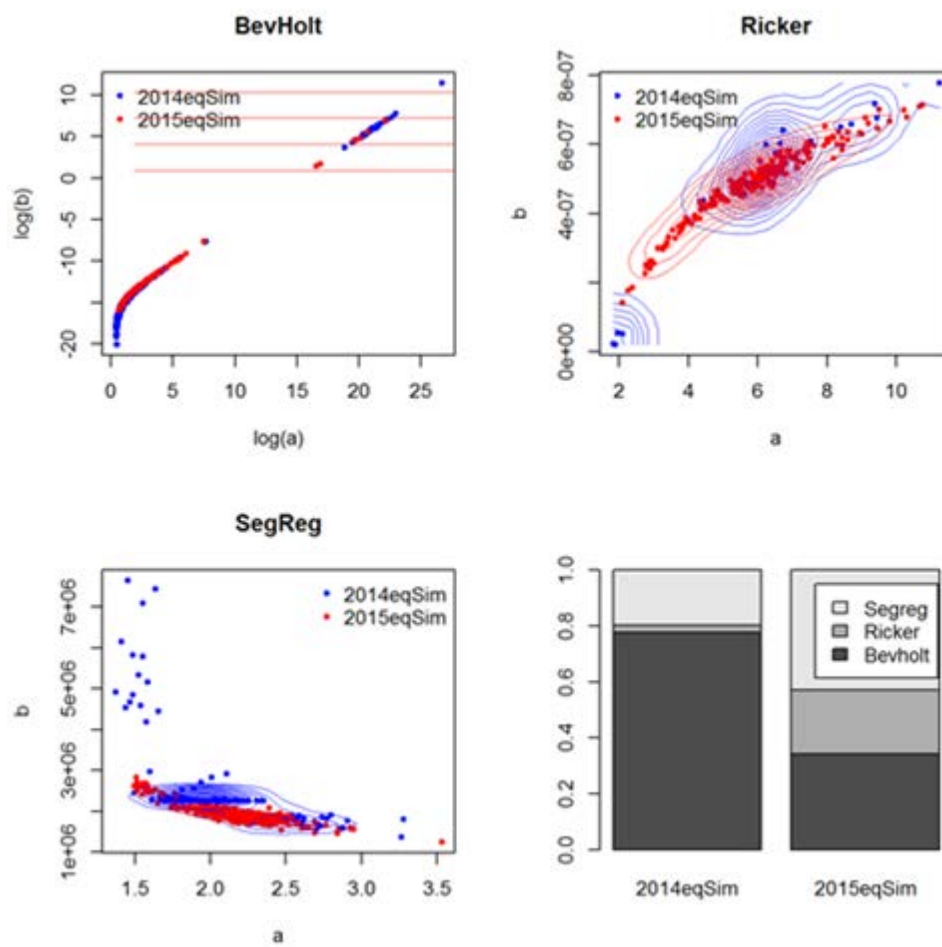 BevHolt
10
5
0
-5
-10
-20
log(b)
2014eqSim
2015eqSim
0
5
10
15
20
25
log(a)
Ricker
8e-07
6e-07
4e-07
0e+00
b
2014eqSim
2015eqSim
2
4
6
8
10
a
SegReg
7e+06
5e+06
3e+06
1e+06
b
2014eqSim
2015eqSim
1.5
2.0
2.5
3.0
3.5
a
1.0
0.8
0.6
0.4
0.2
0.0
Segreg
Ricker
Bevholt
2014eqSim
2015eqSim